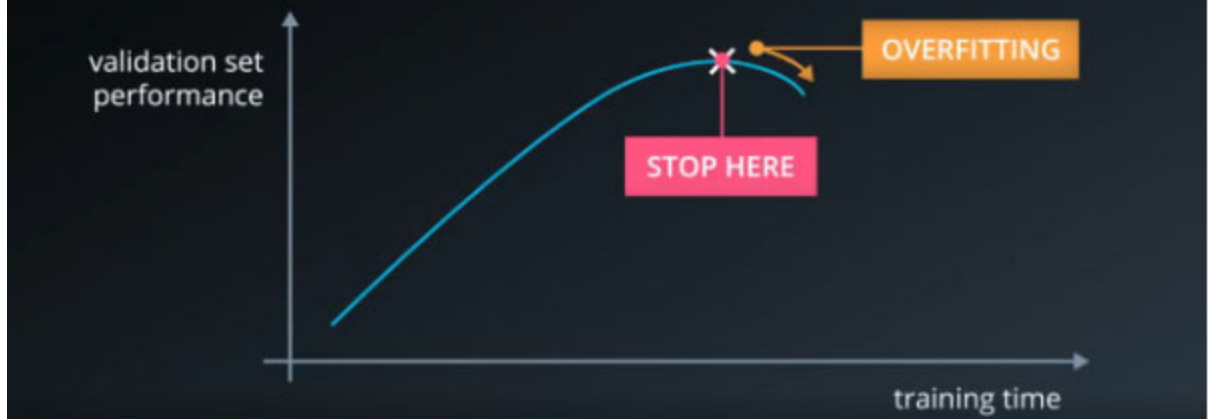 validation set
performance
OVERFITTING
STOP HERE
training time